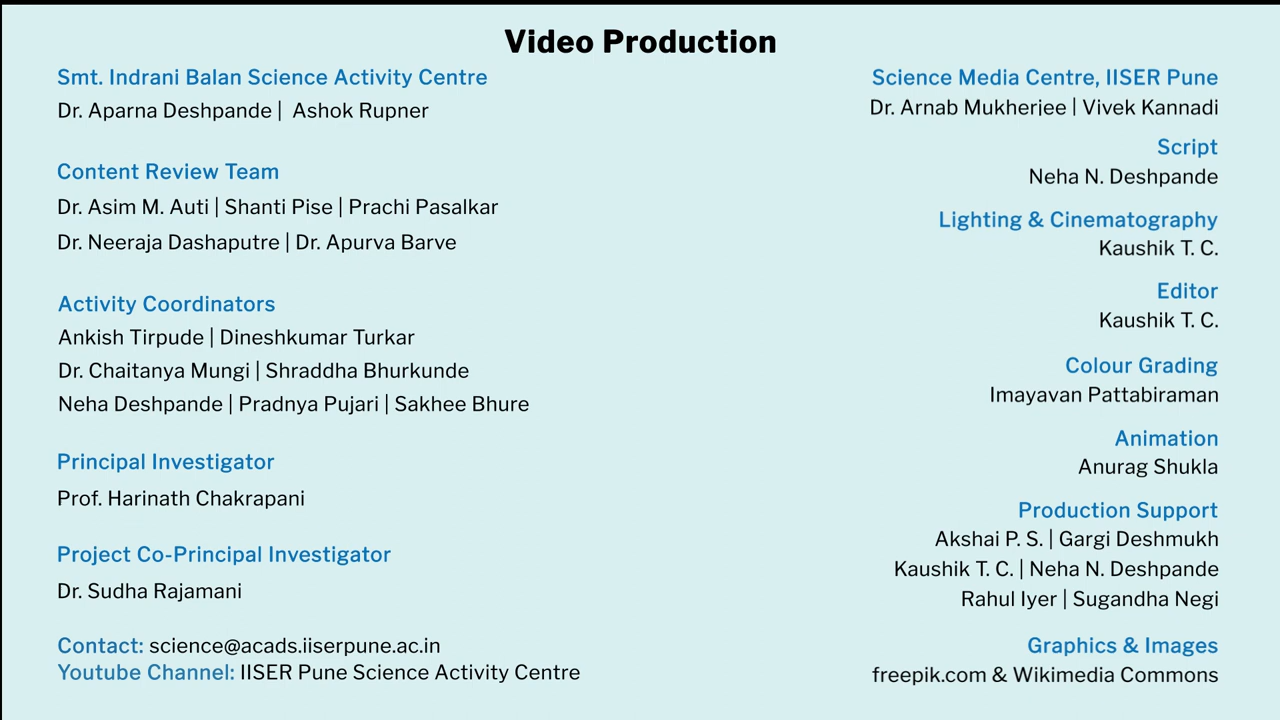 Video Production
Smt. Indrani Balan Science Activity Centre
Dr. Aparna Deshpande | Ashok Rupner
Content Review Team
Dr. Asim M. Auti | Shanti Pise | Prachi Pasalkar
Dr. Neeraja Dashaputre | Dr. Apurva Barve
Activity Coordinators
Ankish Tirpude | Dineshkumar Turkar
Dr. Chaitanya Mungi | Shraddha Bhurkunde
Neha Deshpande | Pradnya Pujari | Sakhee Bhure
Principal Investigator
Prof. Harinath Chakrapani
Project Co-Principal Investigator
Dr. Sudha Rajamani
Contact: science@acads.iiserpune.ac.in
Youtube Channel: IISER Pune Science Activity Centre
Science Media Centre, IISER Pune
Dr. Arnab Mukherjee | Vivek Kannadi
Script
Neha N. Deshpande
Lighting & Cinematography
Kaushik T. C.
Editor
Kaushik T. C.
Colour Grading
Imayavan Pattabiraman
Animation
Anurag Shukla
Production Support
Akshai P. S. | Gargi Deshmukh
Kaushik T. C. | Neha N. Deshpande
Rahul Iyer | Sugandha Negi
Graphics & Images
freepik.com & Wikimedia Commons